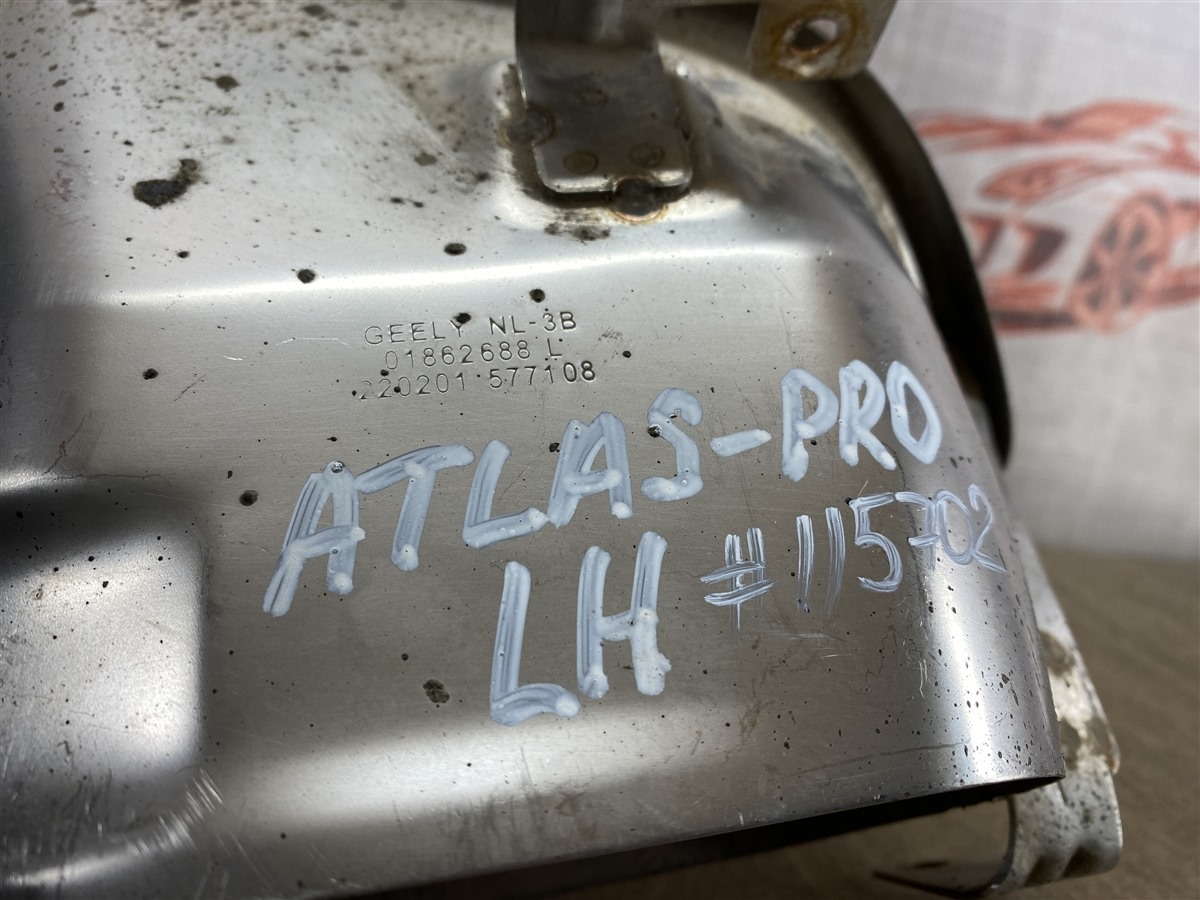 GEELY NL-3B
01862688 L
220201 577108
ATLAS-PRO
LH #115702